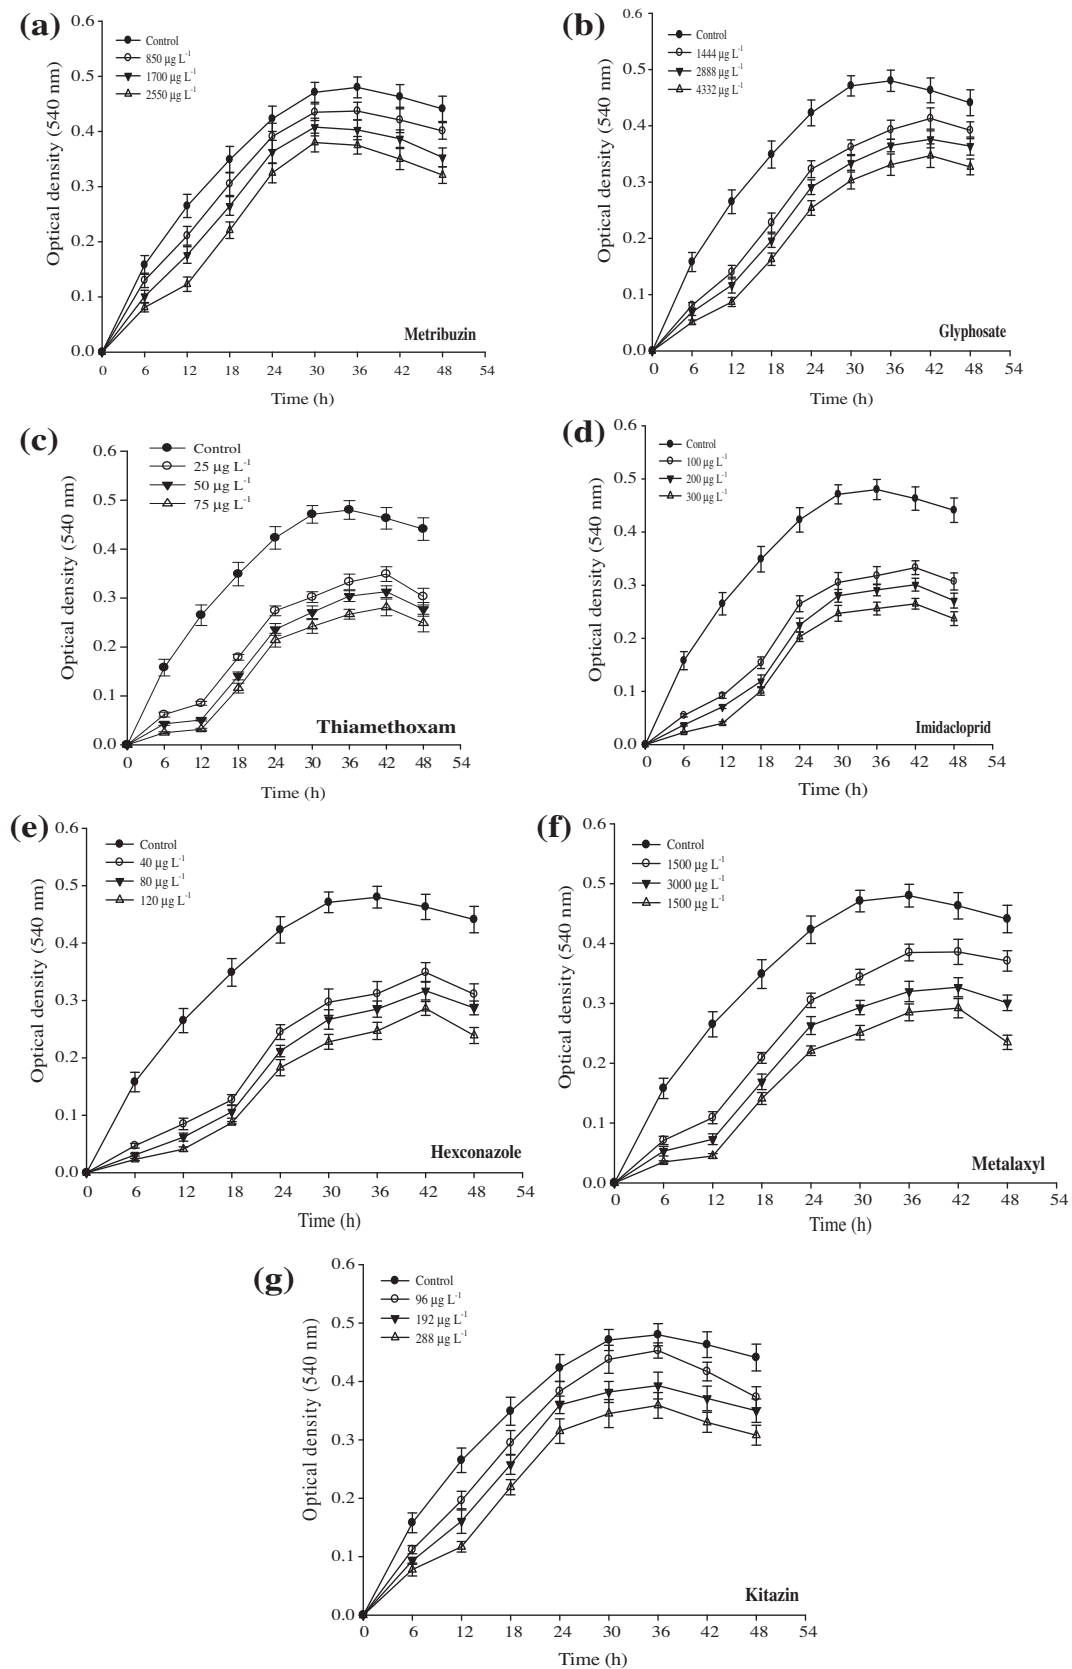 (a)
0.6
0.5
0.4
0.3
0.2
0.1
0.0
Optical density (540 nm)
Control
850 µg L⁻¹
1700 µg L⁻¹
2550 µg L⁻¹
Metribuzin
0 6 12 18 24 30 36 42 48 54
Time (h)
(b)
0.6
0.5
0.4
0.3
0.2
0.1
0.0
Optical density (540 nm)
Control
1444 µg L⁻¹
2888 µg L⁻¹
4332 µg L⁻¹
Glyphosate
0 6 12 18 24 30 36 42 48 54
Time (h)
(c)
0.6
0.5
0.4
0.3
0.2
0.1
0.0
Optical density (540 nm)
Control
25 µg L⁻¹
50 µg L⁻¹
75 µg L⁻¹
Thiamethoxam
0 6 12 18 24 30 36 42 48 54
Time (h)
(d)
0.6
0.5
0.4
0.3
0.2
0.1
0.0
Optical density (540 nm)
Control
100 µg L⁻¹
200 µg L⁻¹
300 µg L⁻¹
Imidacloprid
0 6 12 18 24 30 36 42 48 54
Time (h)
(e)
0.6
0.5
0.4
0.3
0.2
0.1
0.0
Optical density (540 nm)
Control
40 µg L⁻¹
80 µg L⁻¹
120 µg L⁻¹
Hexconazole
0 6 12 18 24 30 36 42 48 54
Time (h)
(f)
0.6
0.5
0.4
0.3
0.2
0.1
0.0
Optical density (540 nm)
Control
1500 µg L⁻¹
3000 µg L⁻¹
1500 µg L⁻¹
Metalaxyl
0 6 12 18 24 30 36 42 48 54
Time (h)
(g)
0.6
0.5
0.4
0.3
0.2
0.1
0.0
Optical density (540 nm)
Control
96 µg L⁻¹
192 µg L⁻¹
288 µg L⁻¹
Kitazin
0 6 12 18 24 30 36 42 48 54
Time (h)